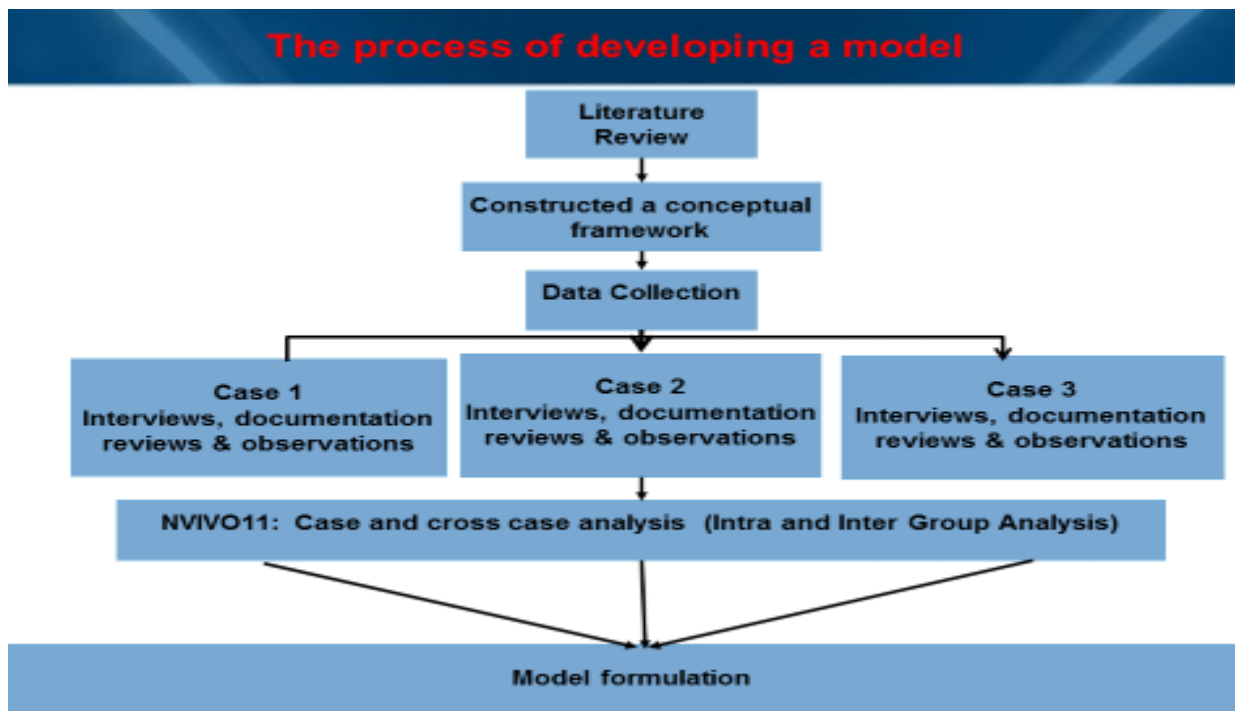 The process of developing a model
Literature
Review
Constructed a conceptual
framework
Data Collection
Case 1
Interviews, documentation
reviews & observations
Case 2
Interviews, documentation
reviews & observations
Case 3
Interviews, documentation
reviews & observations
NVIVO11: Case and cross case analysis (Intra and Inter Group Analysis)
Model formulation